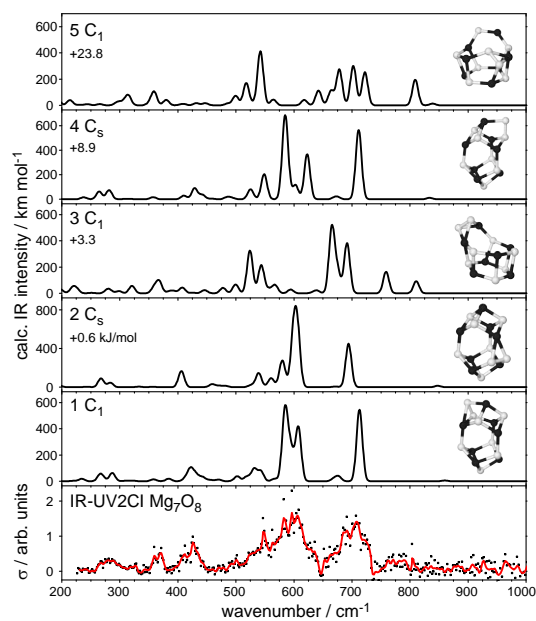 600
400
200
0
5 C1
+23.8
600
400
200
0
4 Cs
+8.9
600
400
200
0
3 C1
+3.3
800
400
0
2 Cs
+0.6 kJ/mol
600
400
200
0
1 C1
calc. IR intensity / km mol-1
2
1
0
IR-UV2CI Mg7O8
σ / arb. units
200 300 400 500 600 700 800 900 1000
wavenumber / cm-1